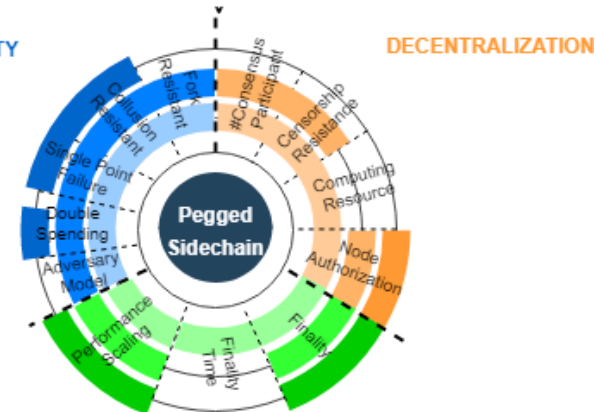 TY
DECENTRALIZATION
Fork
Resistant
#Consensus
Participant
Censorship
Resistance
Computing
Resource
Node
Authorization
Finality
Finality
Time
Performance
Scaling
Adversary
Model
Double
Spending
Single Point
Failure
Collusion
Resistant
Pegged
Sidechain